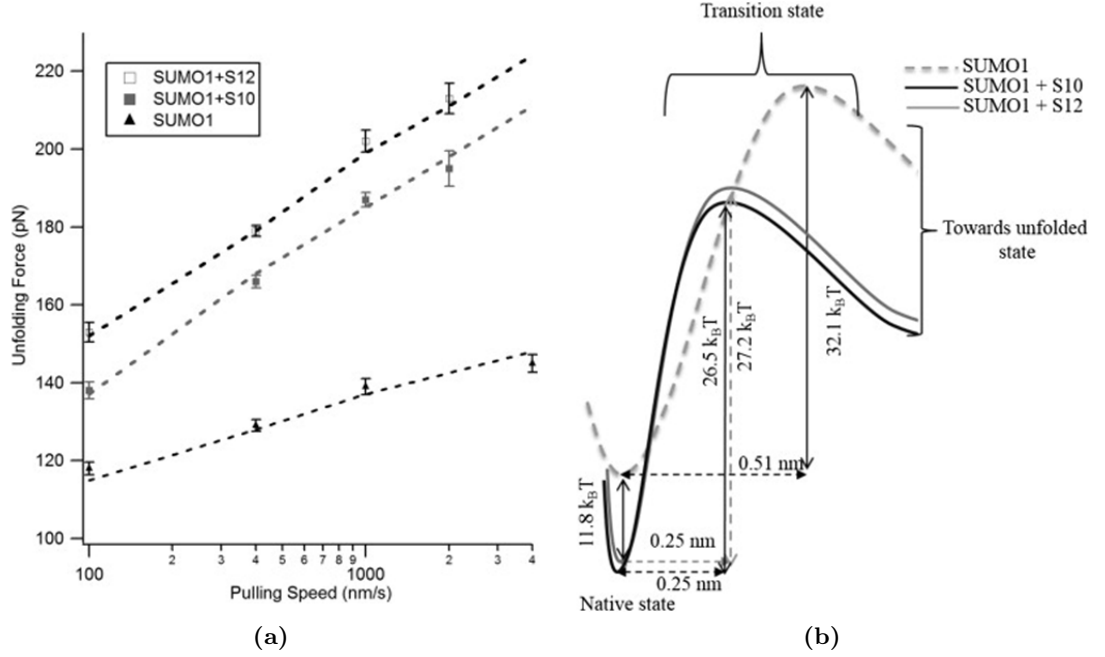 220
200
180
160
140
120
100
Unfolding Force (pN)
SUMO1+S12
SUMO1+S10
SUMO1
100
2
3
4
5
6
7
8
9
1000
2
3
4
Pulling Speed (nm/s)
(a)
Transition state
SUMO1
SUMO1 + S10
SUMO1 + S12
Towards unfolded
state
26.5 kBT
27.2 kBT
32.1 kBT
0.51 nm
11.8 kBT
0.25 nm
0.25 nm
Native state
(b)